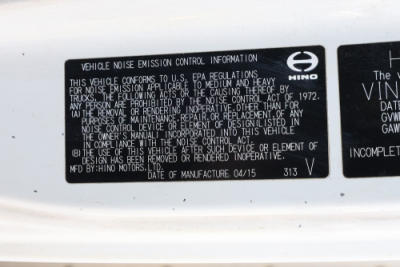 VEHICLE NOISE EMISSION CONTROL INFORMATION
HINO
THIS VEHICLE CONFORMS TO U.S. EPA REGULATIONS
FOR NOISE EMISSION APPLICABLE TO MEDIUM AND HEAVY
TRUCKS. THE FOLLOWING ACTS OR THE CAUSING THEREOF BY
ANY PERSON ARE PROHIBITED BY THE NOISE CONTROL ACT OF 1972.
(A)THE REMOVAL OR RENDERING INOPERATIVE,OTHER THAN FOR
PURPOSE OF MAINTENANCE, REPAIR, OR REPLACEMENT, OF ANY
NOISE CONTROL DEVICE OR ELEMENT OF DESIGN(LISTED IN
THE OWNER'S MANUAL) INCORPORATED INTO THIS VEHICLE
IN COMPLIANCE WITH THE NOISE CONTROL ACT.
(B)THE USE OF THIS VEHICLE AFTER SUCH DEVICE OR ELEMENT OF
DESIGN HAS BEEN REMOVED OR RENDERED INOPERATIVE.
MFD BY:HINO MOTORS,LTD.
DATE OF MANUFACTURE 04/15 313 V
H
The v
VIN
DATE
GVWR
GAW
INCOMPLET